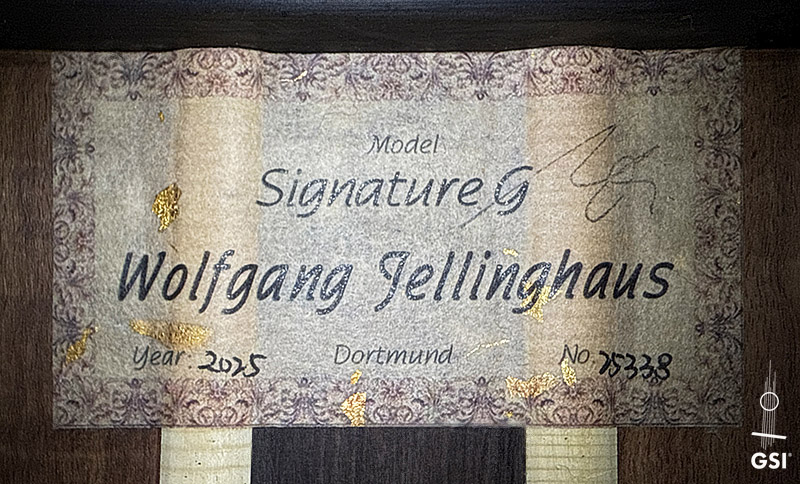 Model
Signature G
Wolfgang Jellinghaus
Year. 2025
Dortmund
No. 25338
GSI